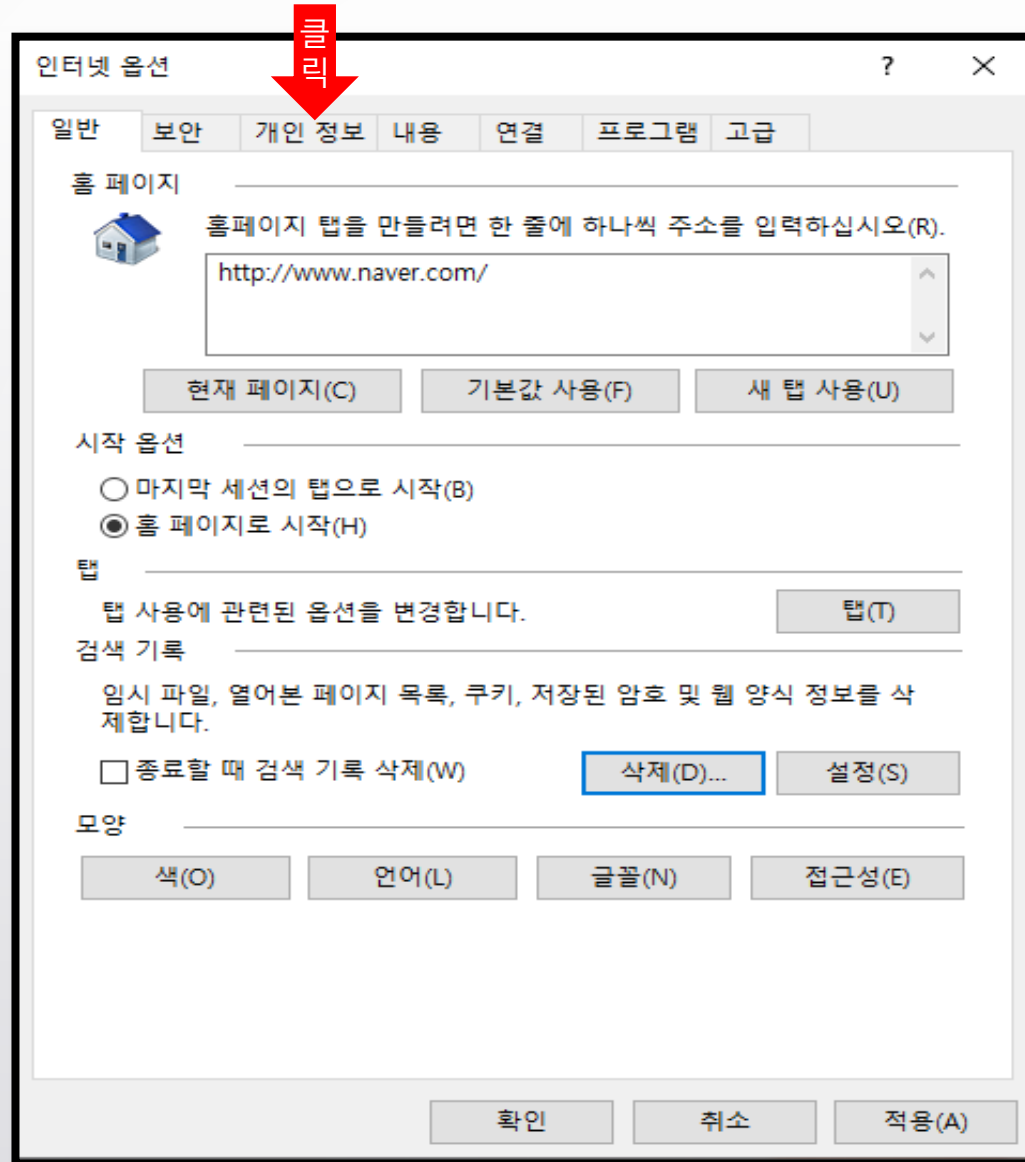 클
릭
인터넷 옵션
일반 보안 개인 정보 내용 연결 프로그램 고급
홈 페이지
홈페이지 탭을 만들려면 한 줄에 하나씩 주소를 입력하십시오(R).
http://www.naver.com/
현재 페이지(C) 기본값 사용(F) 새 탭 사용(U)
시작 옵션
마지막 세션의 탭으로 시작(B)
홈 페이지로 시작(H)
탭
탭 사용에 관련된 옵션을 변경합니다. 탭(T)
검색 기록
임시 파일, 열어본 페이지 목록, 쿠키, 저장된 암호 및 웹 양식 정보를 삭
제합니다.
종료할 때 검색 기록 삭제(W) 삭제(D)... 설정(S)
모양
색(O) 언어(L) 글꼴(N) 접근성(E)
확인 취소 적용(A)